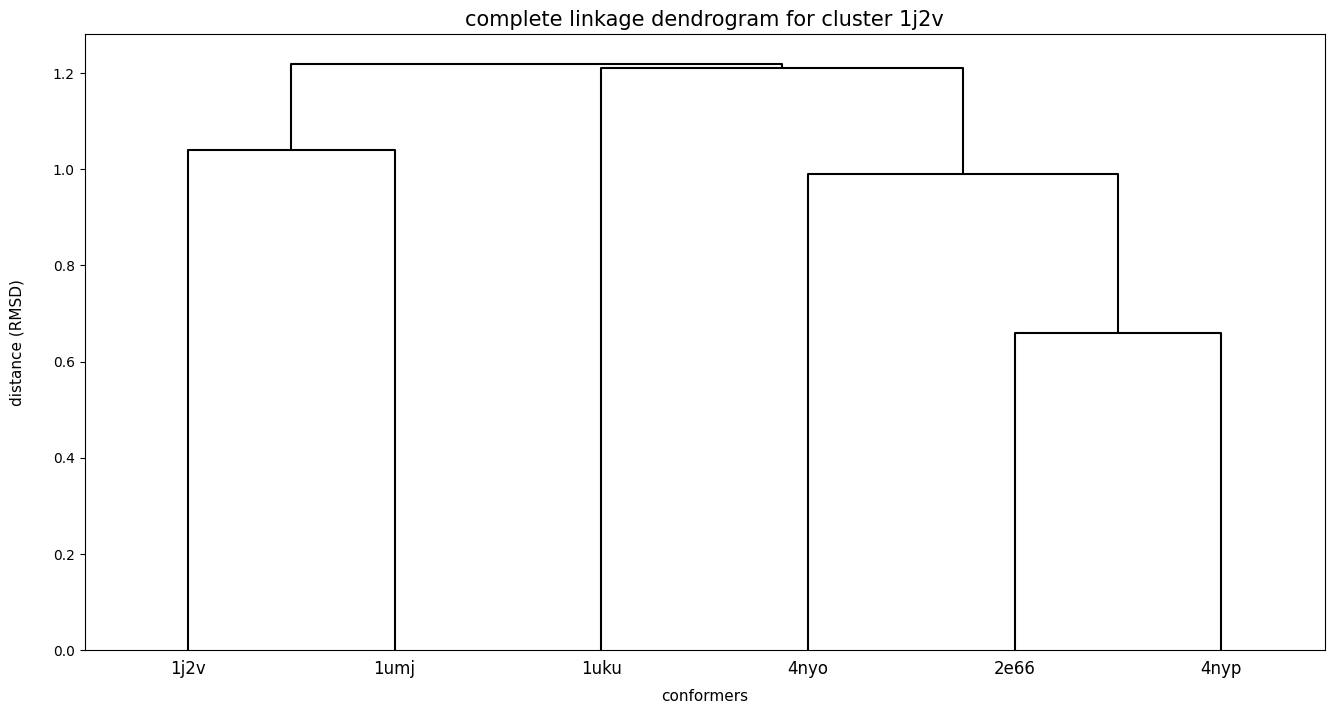 complete linkage dendrogram for cluster 1j2v
distance (RMSD)
1.2
1.0
0.8
0.6
0.4
0.2
0.0
1j2v 1umj 1uku 4nyo 2e66 4nyp
conformers